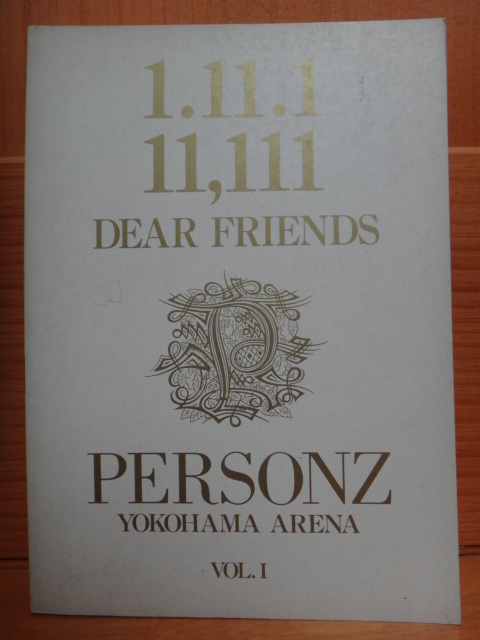 1.11.1
11,111
DEAR FRIENDS
P
PERSONZ
YOKOHAMA ARENA
VOL. I